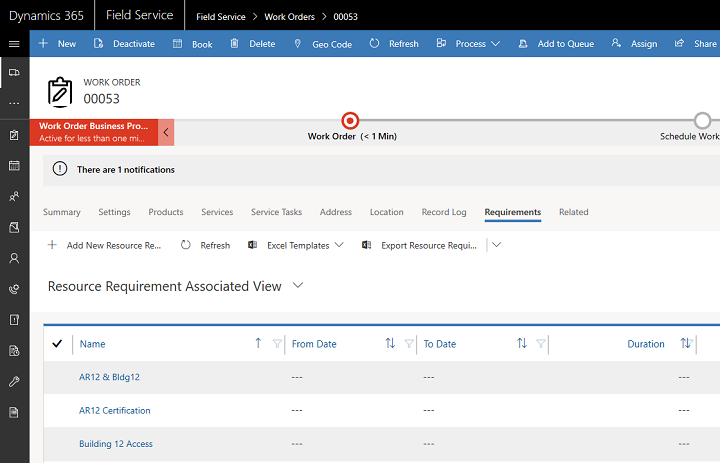 Dynamics 365 Field Service Field Service > Work Orders > 00053
New Deactivate Book Delete Geo Code Refresh Process Add to Queue Assign Share
WORK ORDER
00053
Work Order Business Pro...
Active for less than one mi...
Work Order (< 1 Min) Schedule Work
There are 1 notifications
Summary Settings Products Services Service Tasks Address Location Record Log Requirements Related
Add New Resource Re... Refresh Excel Templates Export Resource Requi...
Resource Requirement Associated View
Name From Date To Date Duration
AR12 & Bldg12 --- --- ---
AR12 Certification --- --- ---
Building 12 Access --- --- ---